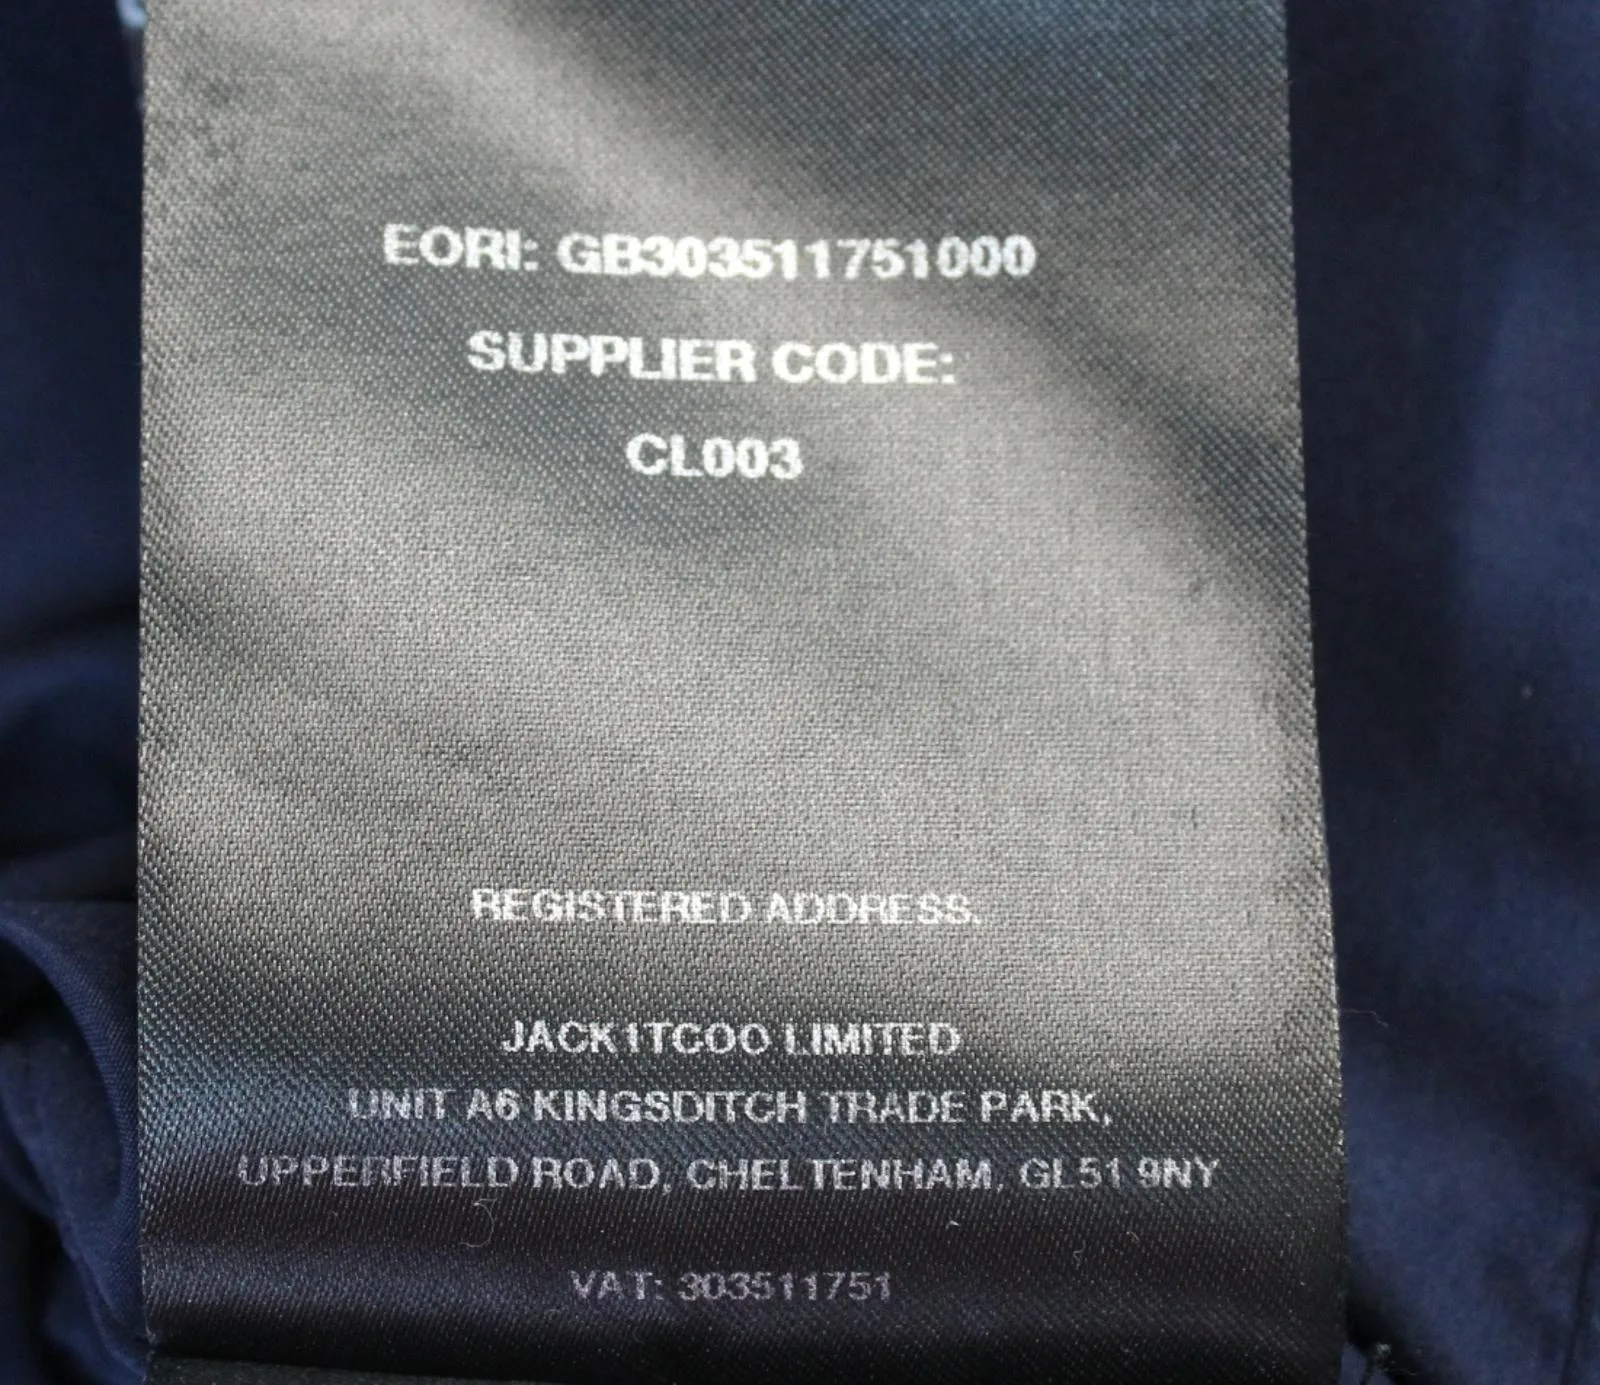 EORI: GB303511751000
SUPPLIER CODE:
CL003
REGISTERED ADDRESS.
JACK1TCOO LIMITED
UNIT A6 KINGSDITCH TRADE PARK,
UPPERFIELD ROAD, CHELTENHAM, GL51 9NY
VAT: 303511751